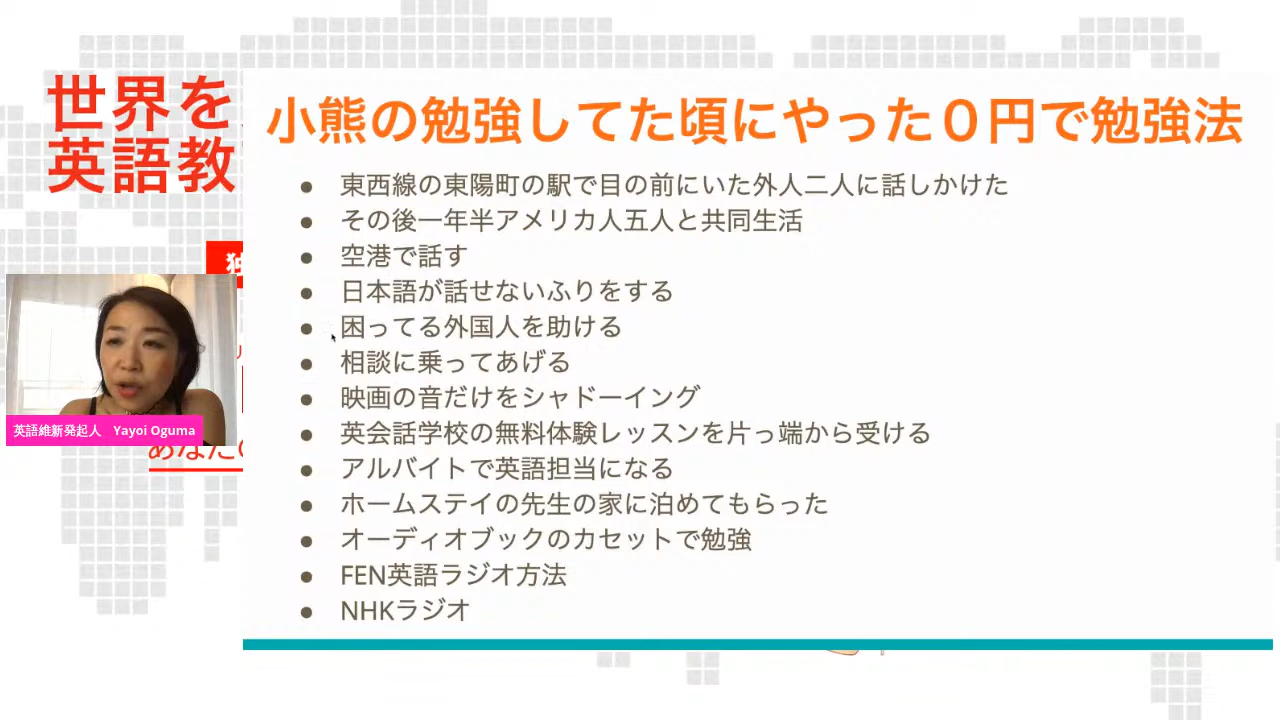 世界を
英語教
小熊の勉強してた頃にやった０円で勉強法
東西線の東陽町の駅で目の前にいた外人二人に話しかけた
その後一年半アメリカ人五人と共同生活
空港で話す
日本語が話せないふりをする
困ってる外国人を助ける
相談に乗ってあげる
映画の音だけをシャドーイング
英会話学校の無料体験レッスンを片っ端から受ける
アルバイトで英語担当になる
ホームステイの先生の家に泊めてもらった
オーディオブックのカセットで勉強
FEN英語ラジオ方法
NHKラジオ
英語維新発起人 Yayoi Oguma
あなた